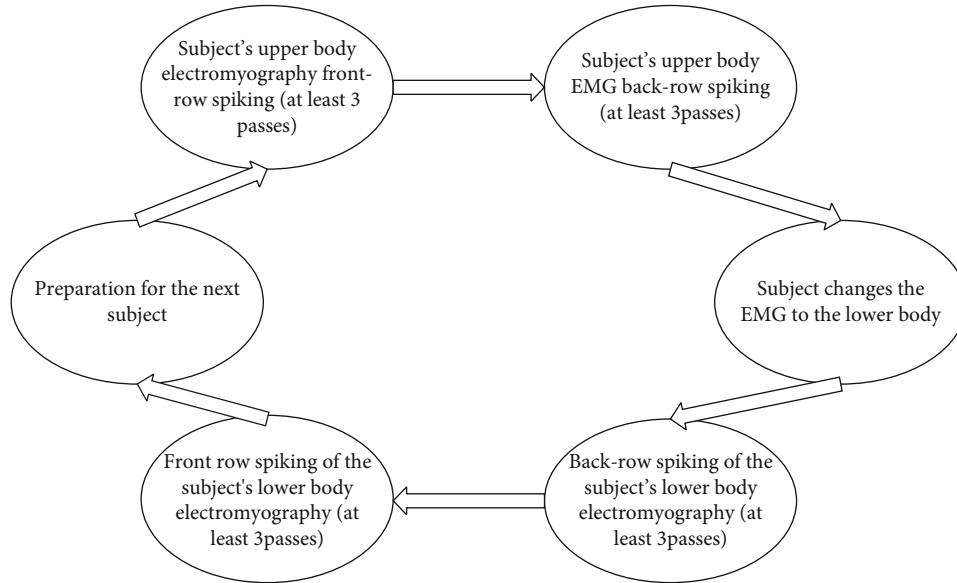 Subject’s upper body
electromyography front-
row spiking (at least 3
passes)
Subject’s upper body
EMG back-row spiking
(at least 3passes)
Preparation for the next
subject
Subject changes the
EMG to the lower body
Front row spiking of the
subject's lower body
electromyography (at
least 3passes)
Back-row spiking of the
subject’s lower body
electromyography (at
least 3passes)